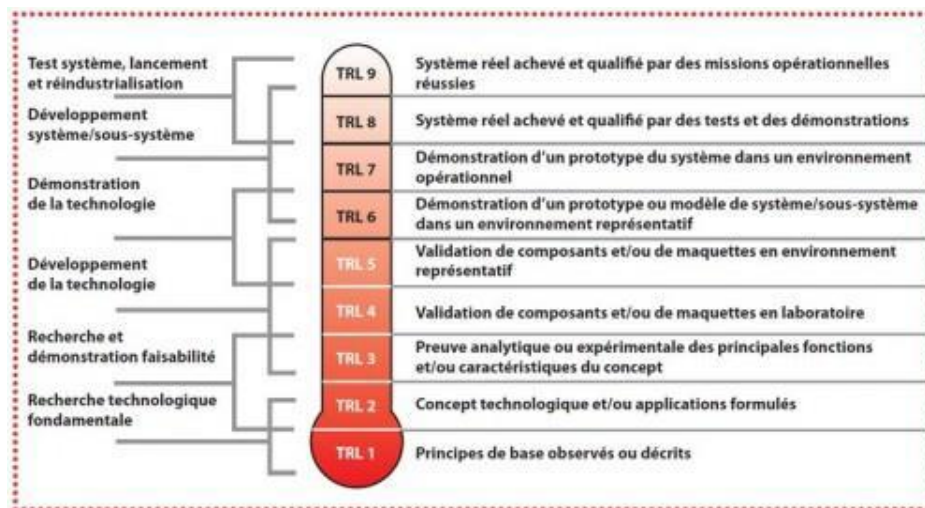 Test système, lancement
et réindustrialisation
Développement
système/sous-système
Démonstration
de la technologie
Développement
de la technologie
Recherche et
démonstration faisabilité
Recherche technologique
fondamentale
TRL 9
Système réel achevé et qualifié par des missions opérationnelles
réussies
TRL 8
Système réel achevé et qualifié par des tests et des démonstrations
TRL 7
Démonstration d'un prototype du système dans un environnement
opérationnel
TRL 6
Démonstration d'un prototype ou modèle de système/sous-système
dans un environnement représentatif
TRL 5
Validation de composants et/ou de maquettes en environnement
représentatif
TRL 4
Validation de composants et/ou de maquettes en laboratoire
TRL 3
Preuve analytique ou expérimentale des principales fonctions
et/ou caractéristiques du concept
TRL 2
Concept technologique et/ou applications formulés
TRL 1
Principes de base observés ou décrits